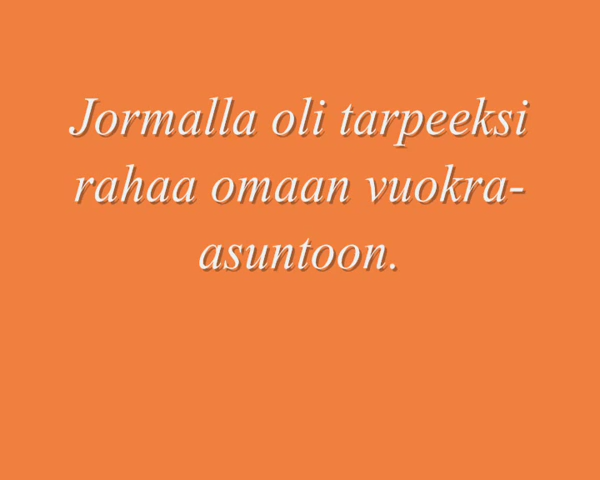 Jormalla oli tarpeeksi
rahaa omaan vuokra-
asuntoon.